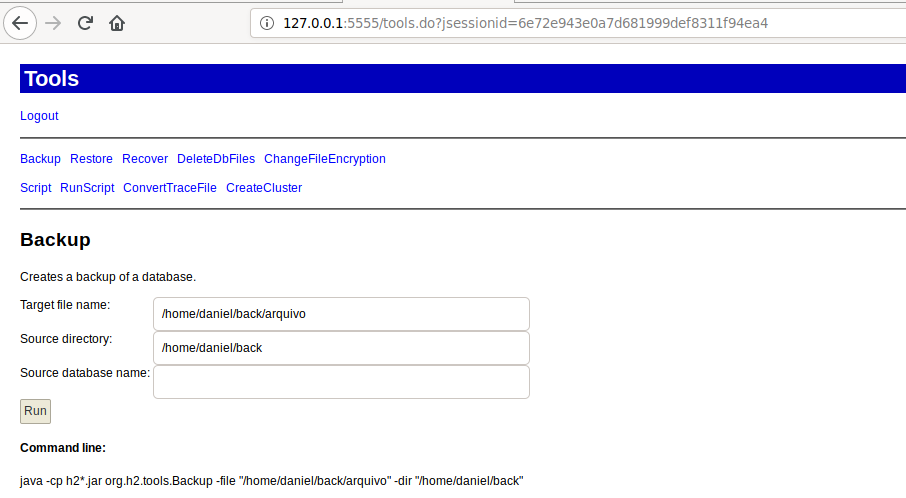 127.0.0.1:5555/tools.do?jsessionid=6e72e943e0a7d681999def8311f94ea4
Tools
Logout
Backup Restore Recover DeleteDbFiles ChangeFileEncryption
Script RunScript ConvertTraceFile CreateCluster
Backup
Creates a backup of a database.
Target file name: /home/daniel/back/arquivo
Source directory: /home/daniel/back
Source database name:
Run
Command line:
java -cp h2*.jar org.h2.tools.Backup -file "/home/daniel/back/arquivo" -dir "/home/daniel/back"